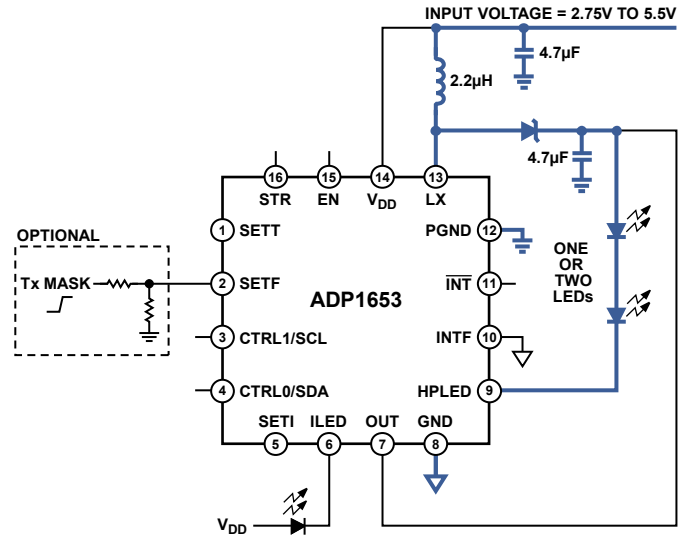 INPUT VOLTAGE = 2.75V TO 5.5V
4.7µF
2.2µH
4.7µF
16
15
14
13
STR
EN
VDD
LX
1
SETT
PGND
12
OPTIONAL
Tx MASK
2
SETF
ADP1653
INT
11
ONE
OR
TWO
LEDs
3
CTRL1/SCL
INTF
10
4
CTRL0/SDA
HPLED
9
SETI
ILED
OUT
GND
5
6
7
8
VDD